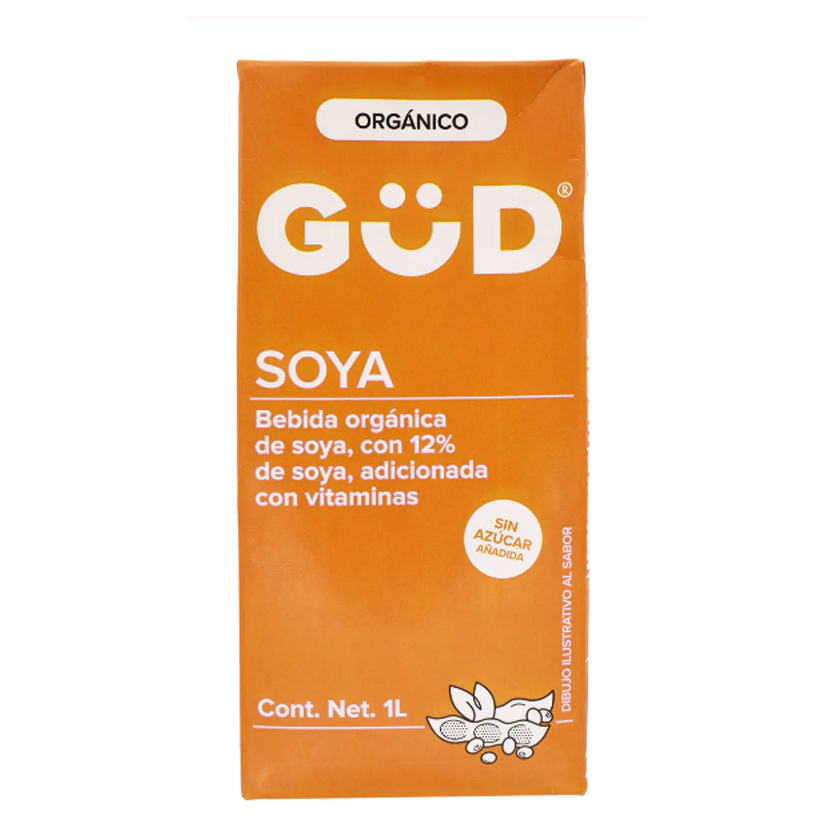 ORGÁNICO
GÜD®
SOYA
Bebida orgánica
de soya, con 12%
de soya, adicionada
con vitaminas
SIN
AZÚCAR
AÑADIDA
DIBUJO ILUSTRATIVO AL SABOR
Cont. Net. 1L